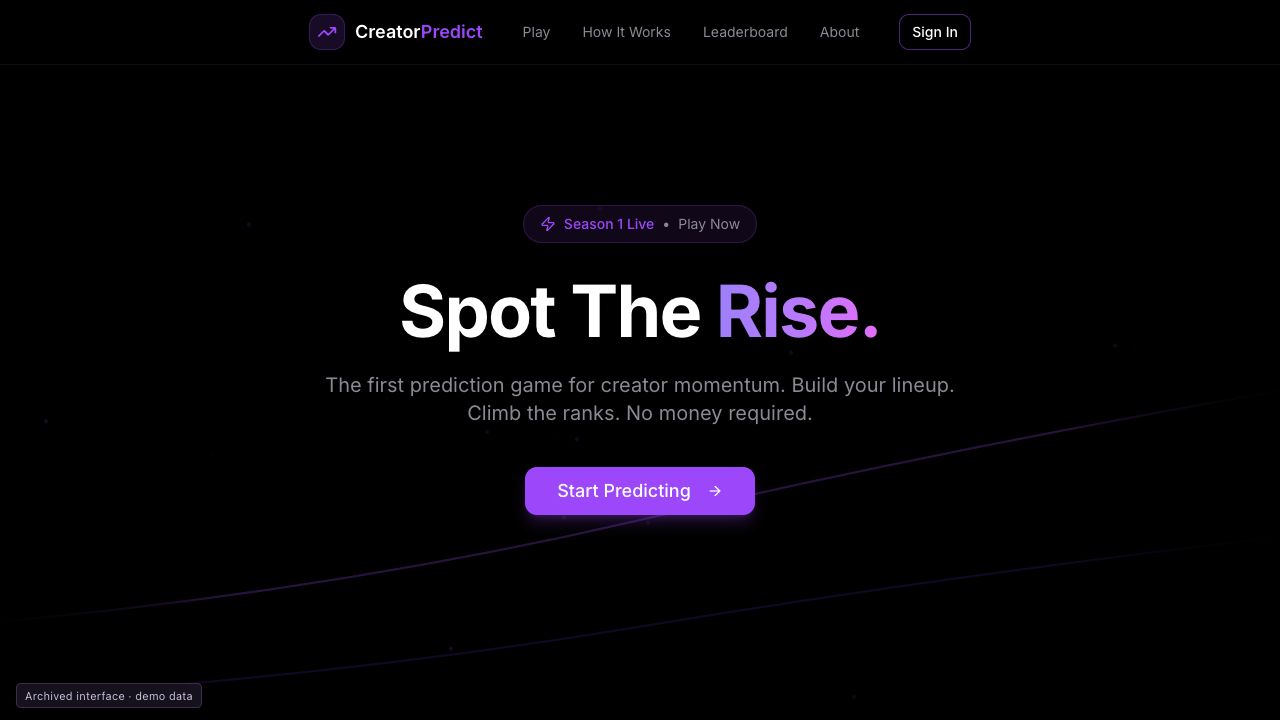 CreatorPredict Play How It Works Leaderboard About Sign In
Season 1 Live • Play Now
Spot The Rise.
The first prediction game for creator momentum. Build your lineup.
Climb the ranks. No money required.
Start Predicting →
Archived interface · demo data